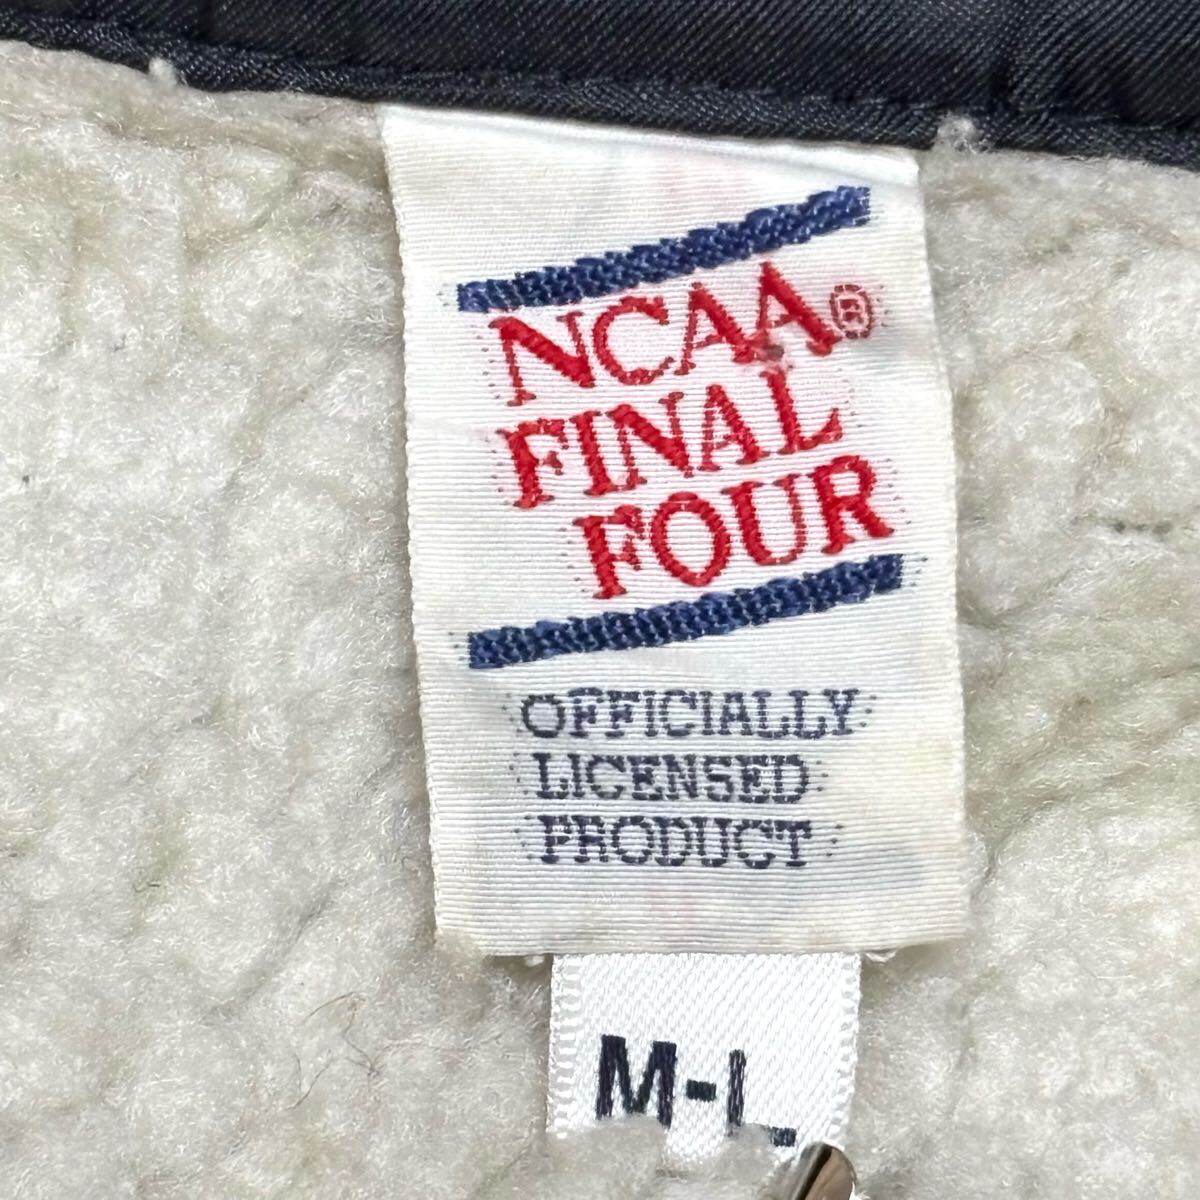 NCAA®
FINAL
FOUR
OFFICIALLY
LICENSED
PRODUCT
M-L